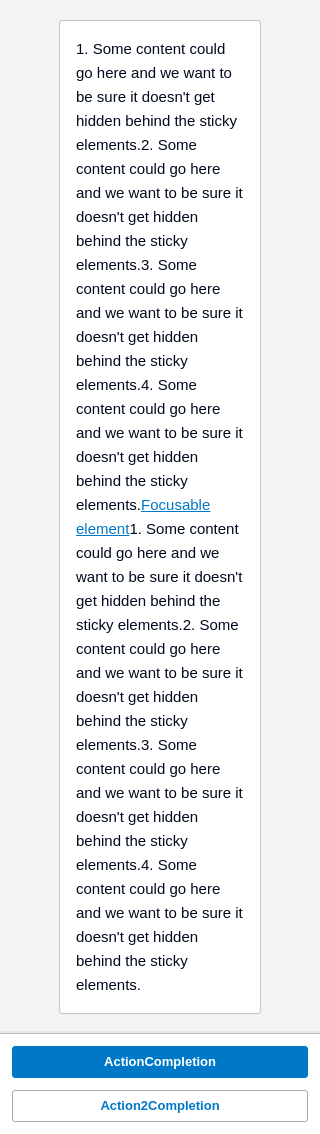 1. Some content could
go here and we want to
be sure it doesn't get
hidden behind the sticky
elements.2. Some
content could go here
and we want to be sure it
doesn't get hidden
behind the sticky
elements.3. Some
content could go here
and we want to be sure it
doesn't get hidden
behind the sticky
elements.4. Some
content could go here
and we want to be sure it
doesn't get hidden
behind the sticky
elements.Focusable
element1. Some content
could go here and we
want to be sure it doesn't
get hidden behind the
sticky elements.2. Some
content could go here
and we want to be sure it
doesn't get hidden
behind the sticky
elements.3. Some
content could go here
and we want to be sure it
doesn't get hidden
behind the sticky
elements.4. Some
content could go here
and we want to be sure it
doesn't get hidden
behind the sticky
elements.
ActionCompletion
Action2Completion